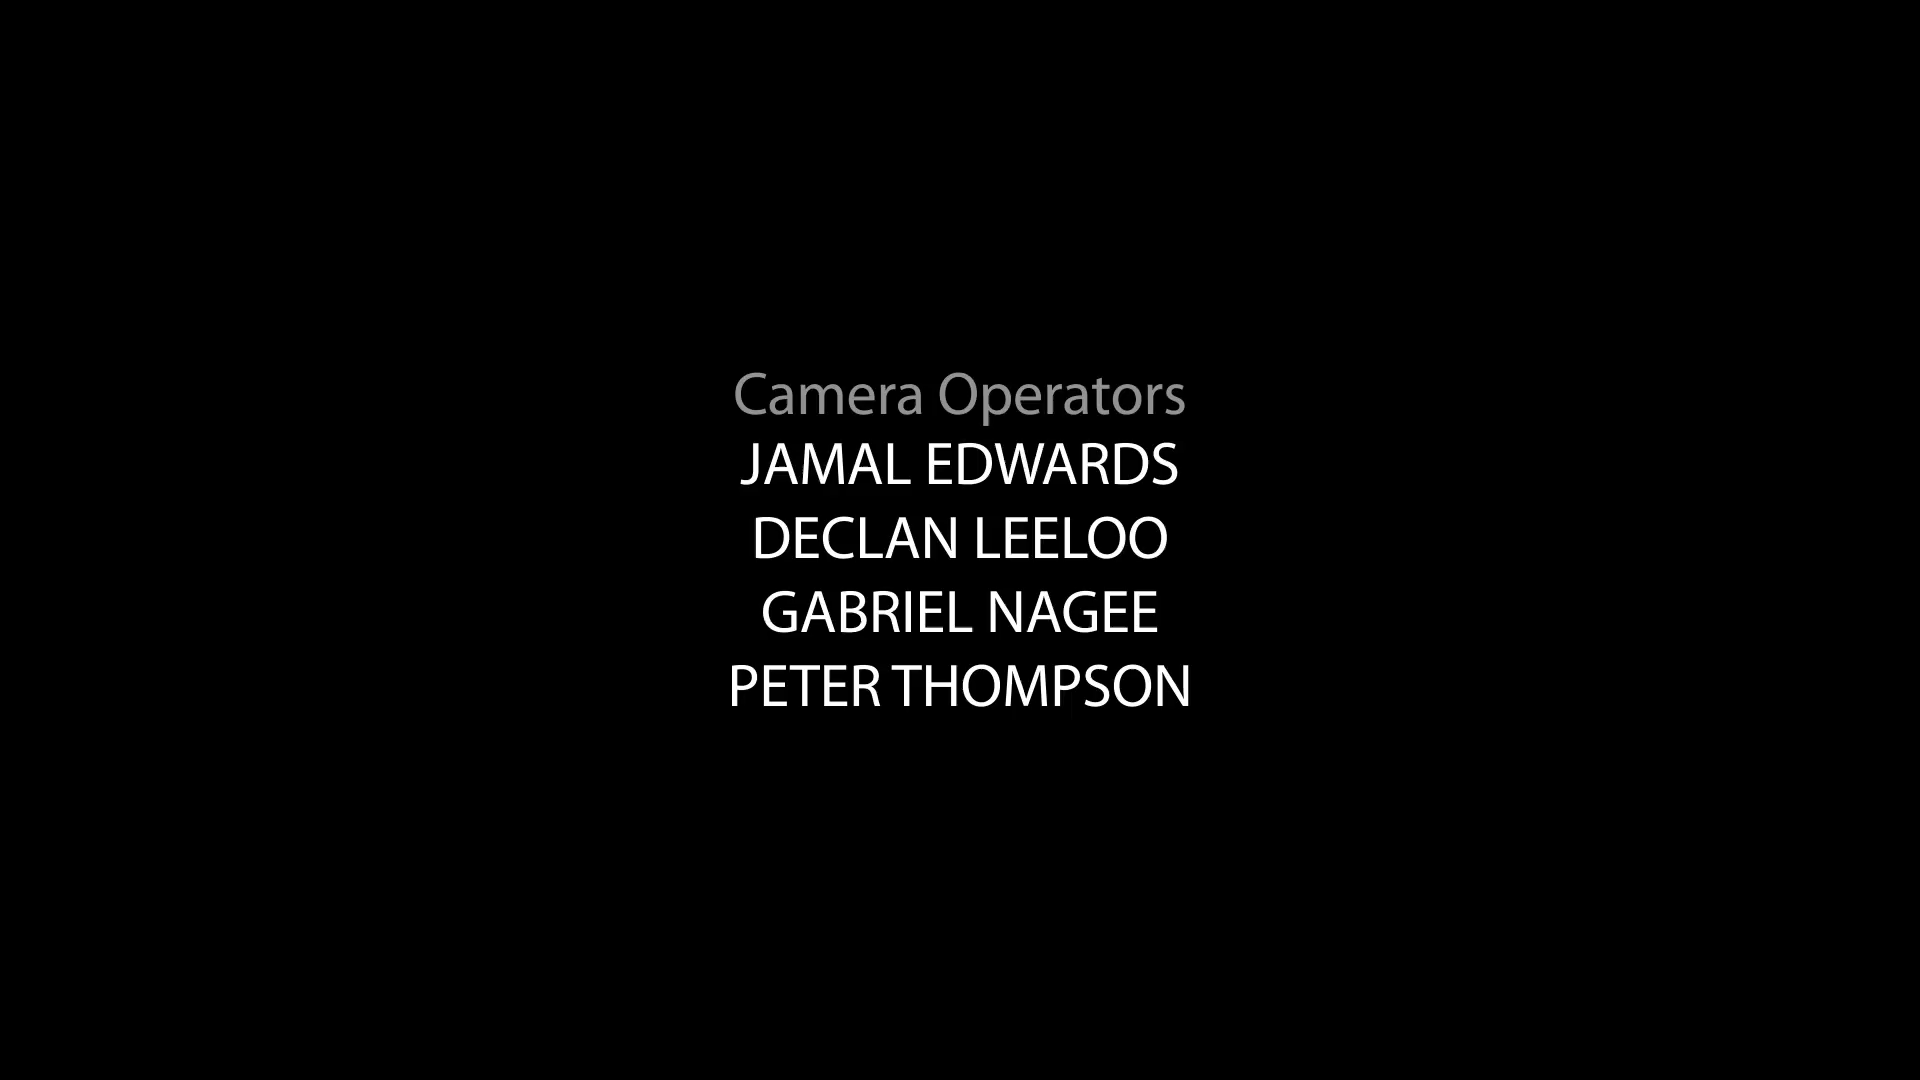 Camera Operators
JAMAL EDWARDS
DECLAN LEELOO
GABRIEL NAGEE
PETER THOMPSON